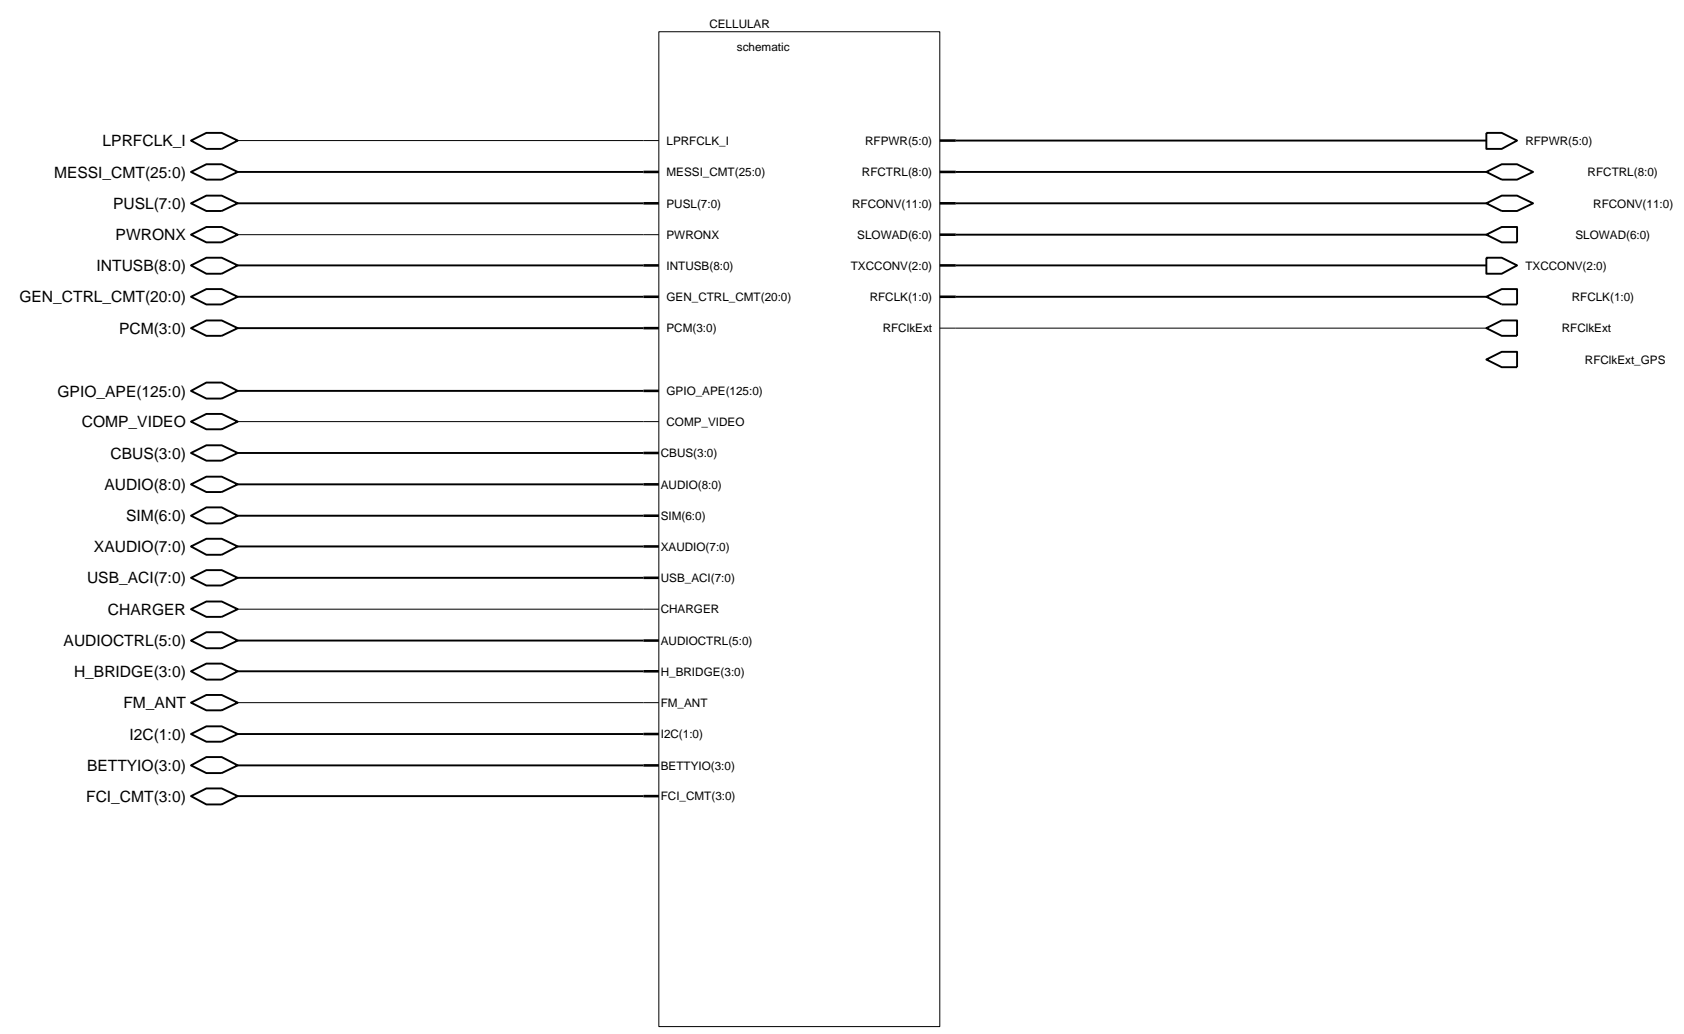 CELLULAR
schematic
LPRFCLK_I LPRFCLK_I RFPWR(5:0) RFPWR(5:0)
MESSI_CMT(25:0) MESSI_CMT(25:0) RFCTRL(8:0) RFCTRL(8:0)
PUSL(7:0) PUSL(7:0) RFCONV(11:0) RFCONV(11:0)
PWRONX PWRONX SLOWAD(6:0) SLOWAD(6:0)
INTUSB(8:0) INTUSB(8:0) TXCCONV(2:0) TXCCONV(2:0)
GEN_CTRL_CMT(20:0) GEN_CTRL_CMT(20:0) RFCLK(1:0) RFCLK(1:0)
PCM(3:0) PCM(3:0) RFClkExt RFClkExt
RFClkExt_GPS
GPIO_APE(125:0) GPIO_APE(125:0)
COMP_VIDEO COMP_VIDEO
CBUS(3:0) CBUS(3:0)
AUDIO(8:0) AUDIO(8:0)
SIM(6:0) SIM(6:0)
XAUDIO(7:0) XAUDIO(7:0)
USB_ACI(7:0) USB_ACI(7:0)
CHARGER CHARGER
AUDIOCTRL(5:0) AUDIOCTRL(5:0)
H_BRIDGE(3:0) H_BRIDGE(3:0)
FM_ANT FM_ANT
I2C(1:0) I2C(1:0)
BETTYIO(3:0) BETTYIO(3:0)
FCI_CMT(3:0) FCI_CMT(3:0)